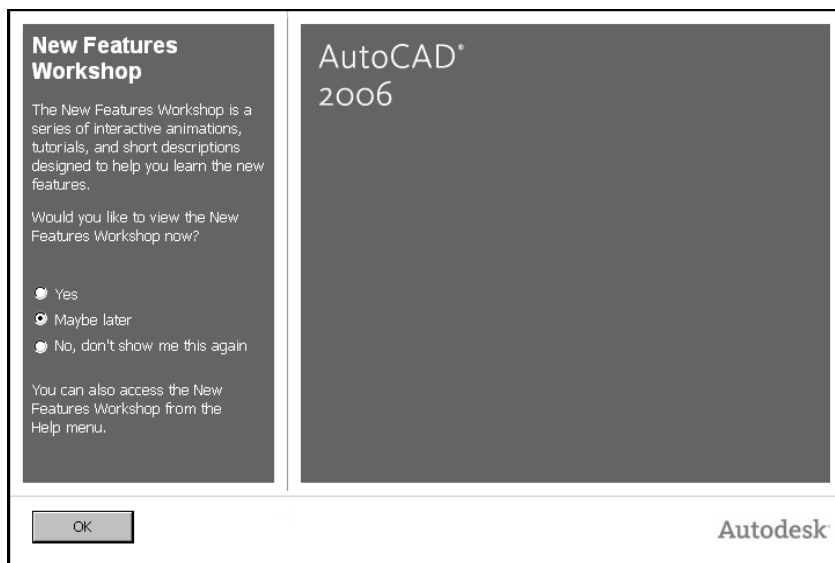 New Features
Workshop
The New Features Workshop is a
series of interactive animations,
tutorials, and short descriptions
designed to help you learn the new
features.
Would you like to view the New
Features Workshop now?
Yes
Maybe later
No, don't show me this again
You can also access the New
Features Workshop from the
Help menu.
AutoCAD®
2006
OK
Autodesk